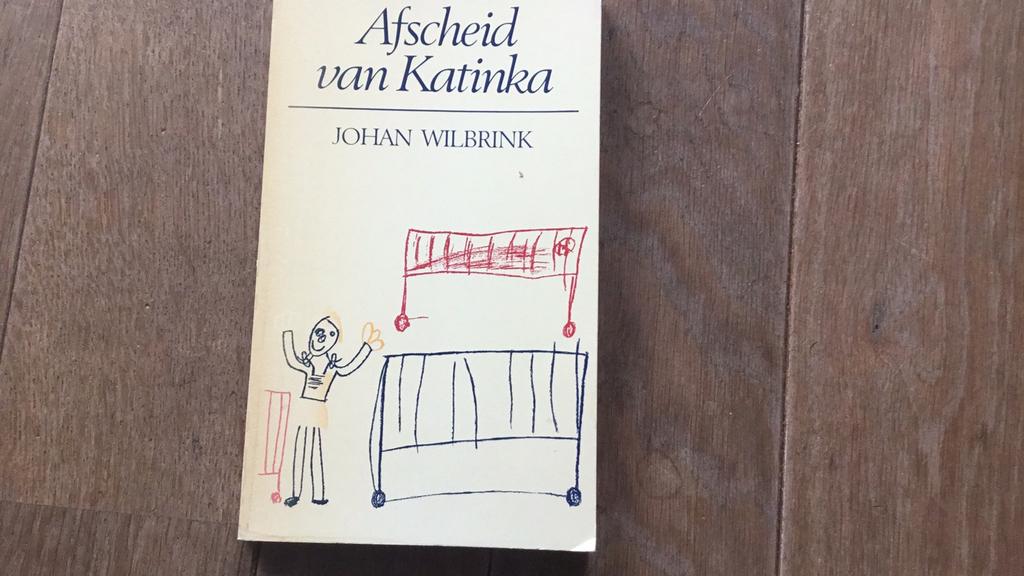 Afscheid
van Katinka
JOHAN WILBRINK